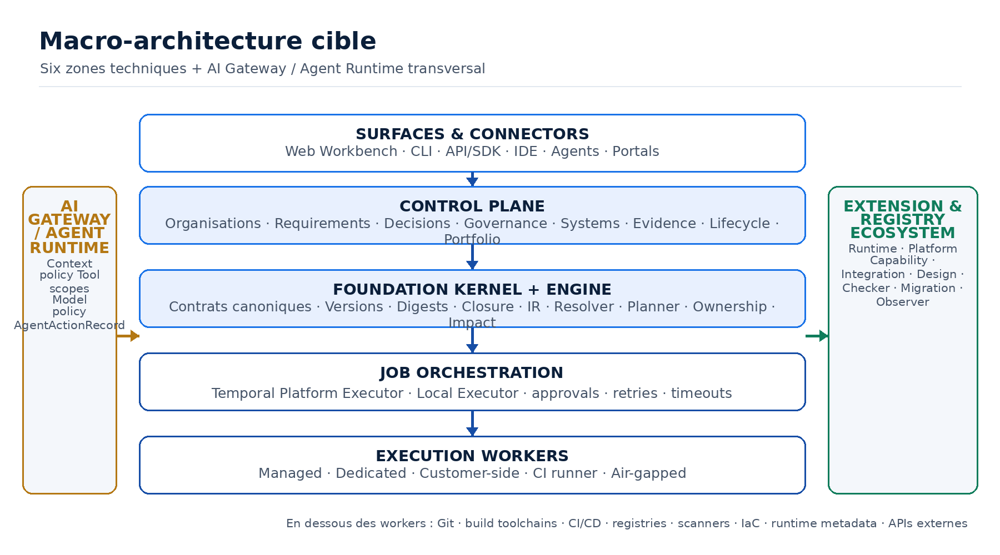 Macro-architecture cible
Six zones techniques + AI Gateway / Agent Runtime transversal
SURFACES & CONNECTORS
Web Workbench · CLI · API/SDK · IDE · Agents · Portals
AI
GATEWAY
/ AGENT
RUNTIME
Context
policy Tool
scopes
Model
policy
AgentActionRecord
CONTROL PLANE
Organisations · Requirements · Decisions · Governance · Systems · Evidence · Lifecycle ·
Portfolio
FOUNDATION KERNEL + ENGINE
Contrats canoniques · Versions · Digests · Closure · IR · Resolver · Planner · Ownership ·
Impact
JOB ORCHESTRATION
Temporal Platform Executor · Local Executor · approvals · retries · timeouts
EXECUTION WORKERS
Managed · Dedicated · Customer-side · CI runner · Air-gapped
EXTENSION &
REGISTRY
ECOSYSTEM
Runtime · Platform
Capability ·
Integration · Design ·
Checker · Migration ·
Observer
En dessous des workers : Git · build toolchains · CI/CD · registries · scanners · IaC · runtime metadata · APIs externes